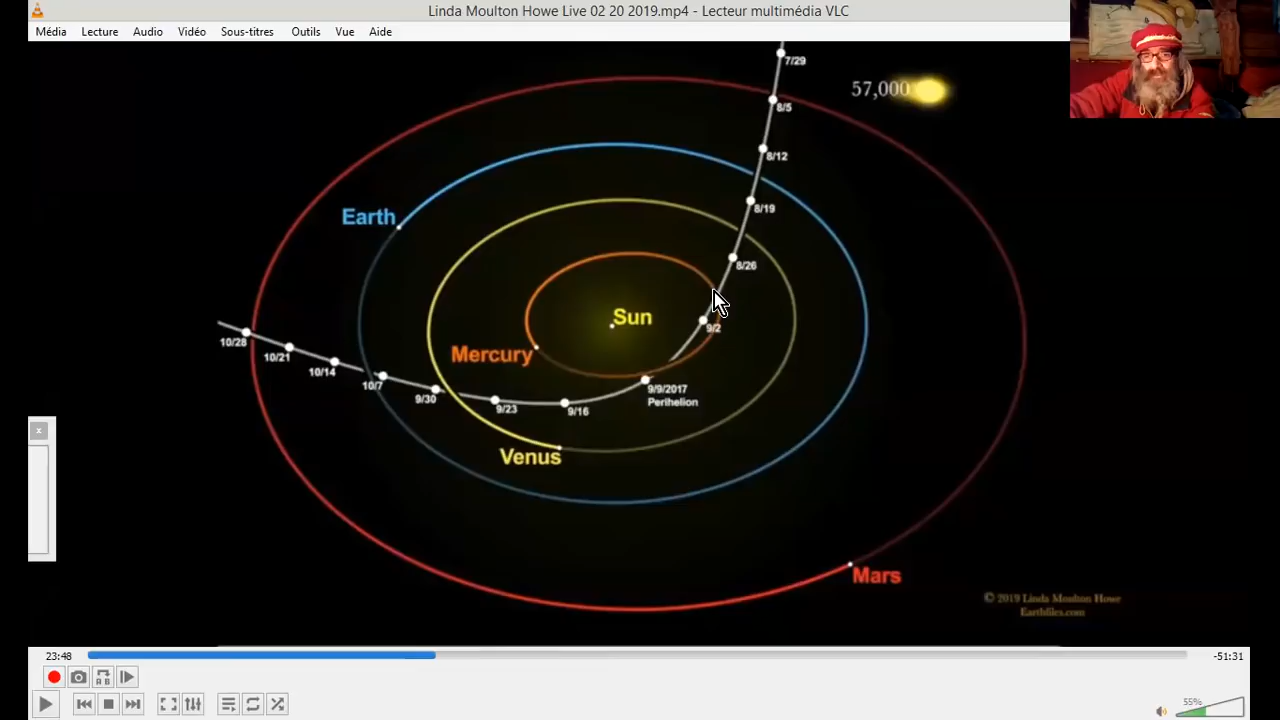 Linda Moulton Howe Live 02 20 2019.mp4 - Lecteur multimédia VLC
Média Lecture Audio Vidéo Sous-titres Outils Vue Aide
7/29
57,000
8/5
8/12
8/19
Earth
8/26
Sun
9/2
10/28
10/21
Mercury
10/14
10/7
9/9/2017
Perihelion
9/30
9/23
9/16
Venus
Mars
© 2019 Linda Moulton Howe
Earthfiles.com
x
23:48
-51:31
A B
55%